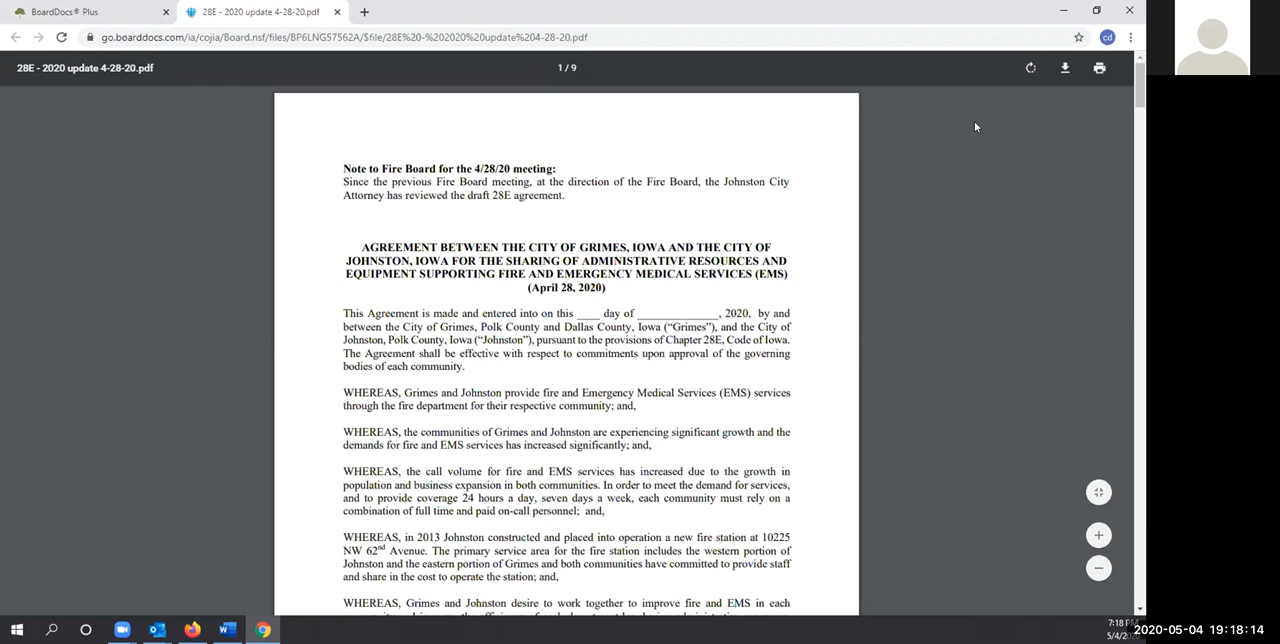 BoardDocs® Plus
28E - 2020 update 4-28-20.pdf
go.boarddocs.com/ia/cojia/Board.nsf/files/BP6LNG57562A/$file/28E%20-%202020%20update%204-28-20.pdf
cd
28E - 2020 update 4-28-20.pdf
1 / 9
Note to Fire Board for the 4/28/20 meeting:
Since the previous Fire Board meeting, at the direction of the Fire Board, the Johnston City
Attorney has reviewed the draft 28E agreement.
AGREEMENT BETWEEN THE CITY OF GRIMES, IOWA AND THE CITY OF
JOHNSTON, IOWA FOR THE SHARING OF ADMINISTRATIVE RESOURCES AND
EQUIPMENT SUPPORTING FIRE AND EMERGENCY MEDICAL SERVICES (EMS)
(April 28, 2020)
This Agreement is made and entered into on this ____ day of ______________, 2020, by and
between the City of Grimes, Polk County and Dallas County, Iowa (“Grimes”), and the City of
Johnston, Polk County, Iowa (“Johnston”), pursuant to the provisions of Chapter 28E, Code of Iowa.
The Agreement shall be effective with respect to commitments upon approval of the governing
bodies of each community.
WHEREAS, Grimes and Johnston provide fire and Emergency Medical Services (EMS) services
through the fire department for their respective community; and,
WHEREAS, the communities of Grimes and Johnston are experiencing significant growth and the
demands for fire and EMS services has increased significantly; and,
WHEREAS, the call volume for fire and EMS services has increased due to the growth in
population and business expansion in both communities. In order to meet the demand for services,
and to provide coverage 24 hours a day, seven days a week, each community must rely on a
combination of full time and paid on-call personnel; and,
WHEREAS, in 2013 Johnston constructed and placed into operation a new fire station at 10225
NW 62nd Avenue. The primary service area for the fire station includes the western portion of
Johnston and the eastern portion of Grimes and both communities have committed to provide staff
and share in the cost to operate the station; and,
WHEREAS, Grimes and Johnston desire to work together to improve fire and EMS in each
7:18 PM
5/4/
2020-05-04 19:18:14